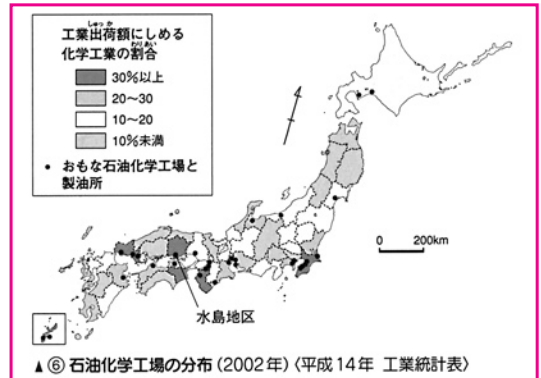 工業出荷額にしめる
化学工業の割合
30%以上
20~30
10~20
10%未満
• おもな石油化学工場と
製油所
0 200km
水島地区
▲⑥ 石油化学工場の分布(2002年)〈平成14年 工業統計表〉